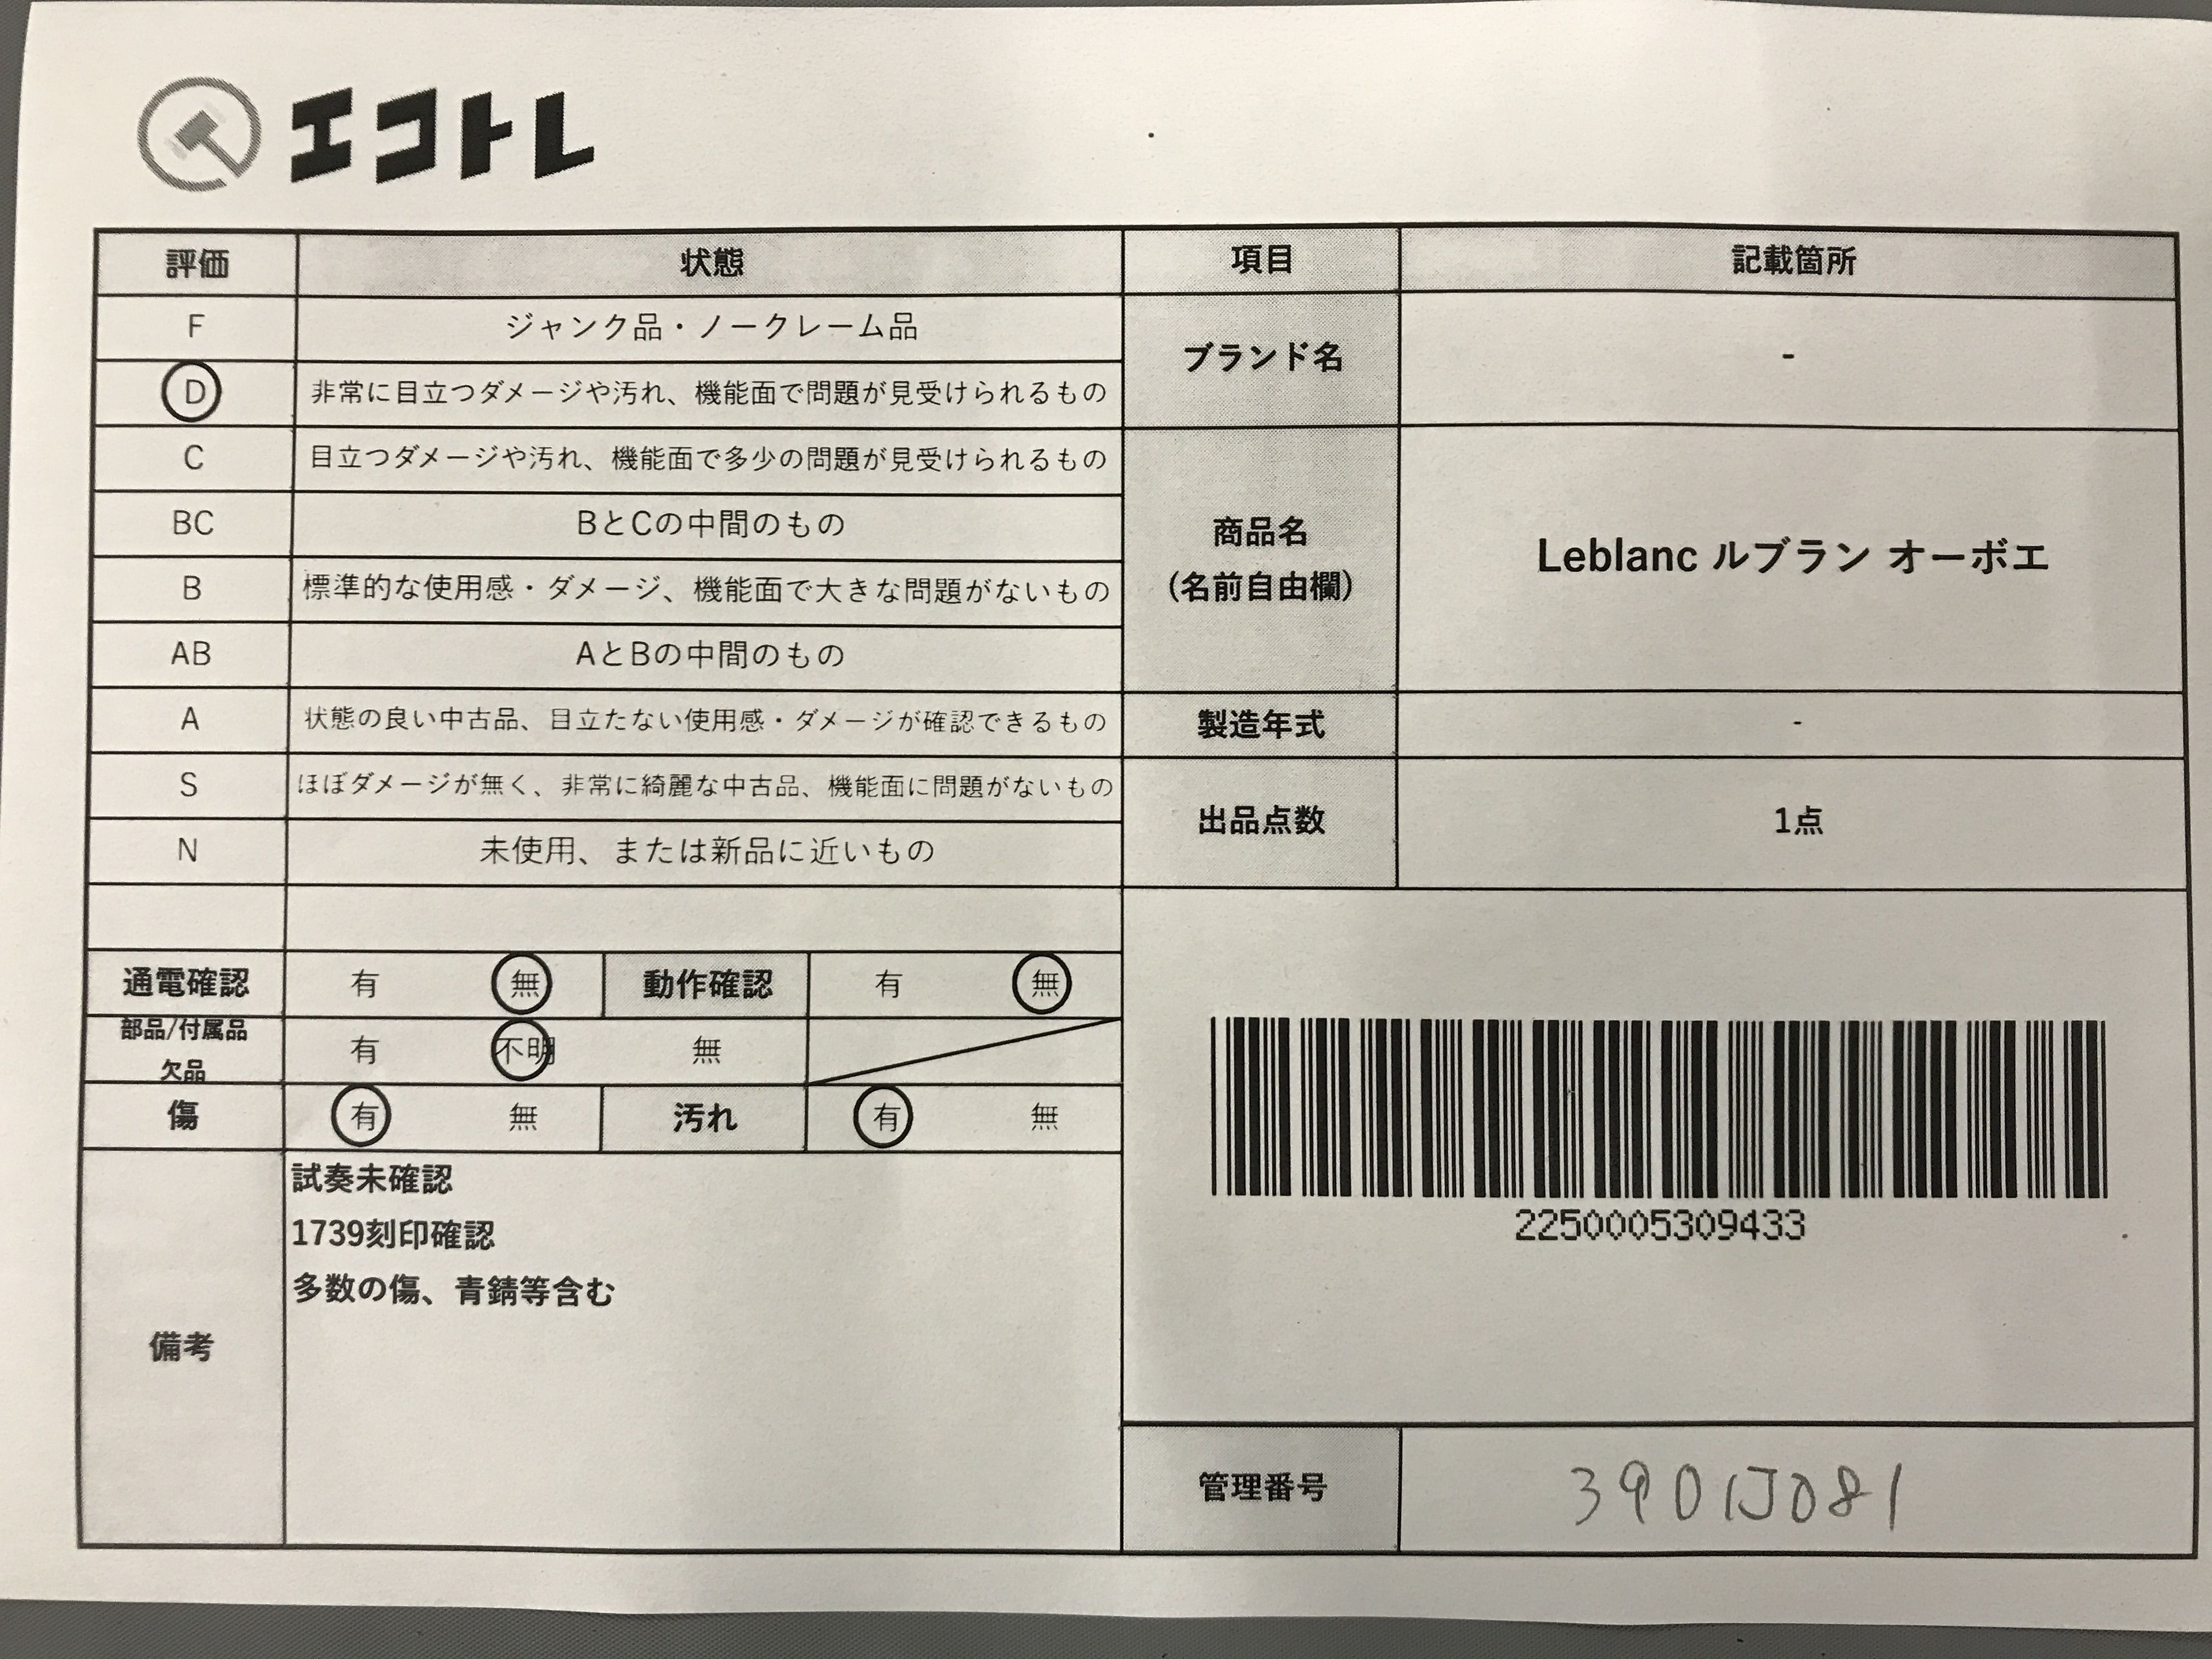 エコトレ
評価 状態 項目 記載箇所
F ジャンク品・ノークレーム品
ブランド名 -
D 非常に目立つダメージや汚れ、機能面で問題が見受けられるもの
C 目立つダメージや汚れ、機能面で多少の問題が見受けられるもの
BC BとCの中間のもの
商品名
(名前自由欄)
Leblanc ルブラン オーボエ
B 標準的な使用感・ダメージ、機能面で大きな問題がないもの
AB AとBの中間のもの
A 状態の良い中古品、目立たない使用感・ダメージが確認できるもの
製造年式 -
S ほぼダメージが無く、非常に綺麗な中古品、機能面に問題がないもの
出品点数 1点
N 未使用、または新品に近いもの
通電確認 有 無 動作確認 有 無
部品/付属品
欠品
有 不明 無
傷 有 無 汚れ 有 無
備考
試奏未確認
1739刻印確認
多数の傷、青錆等含む
2250005309433
管理番号 3901J081